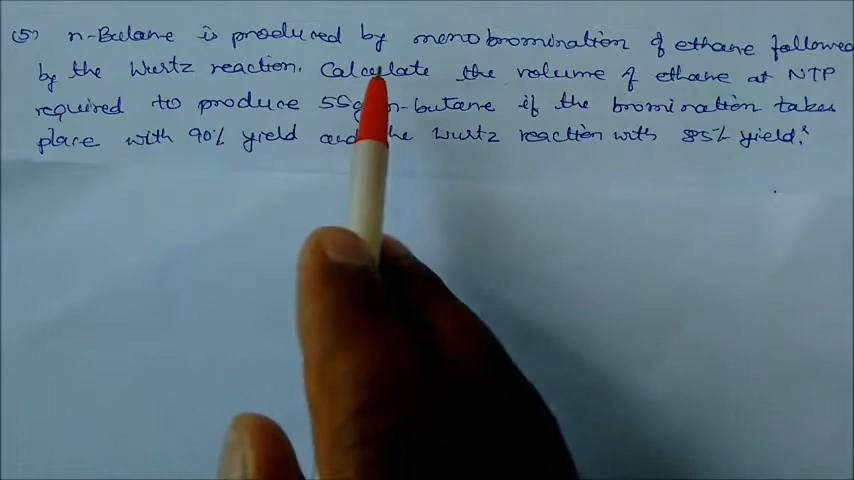 (5) n-Butane is produced by monobromination of ethane followed
by the Wurtz reaction. Calculate the volume of ethane at NTP
required to produce 55g n-butane if the bromination takes
place with 90% yield and the Wurtz reaction with 85% yield.